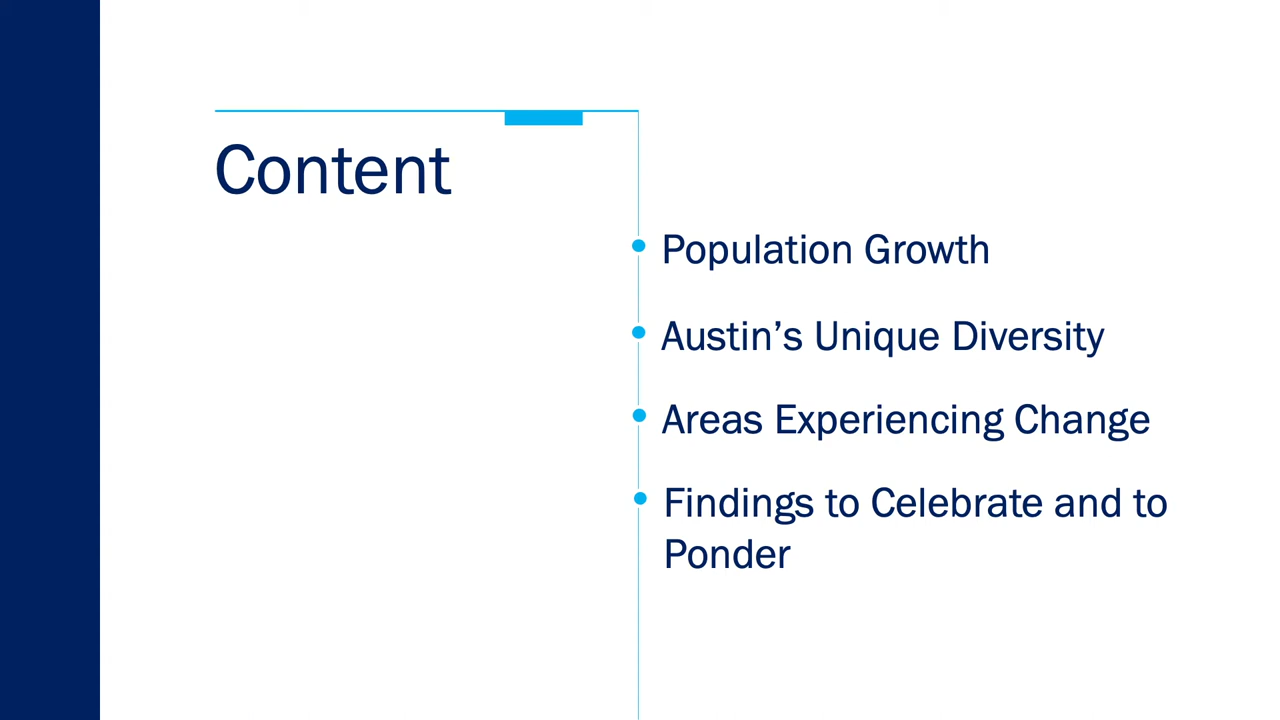 Content
Population Growth
Austin’s Unique Diversity
Areas Experiencing Change
Findings to Celebrate and to
Ponder